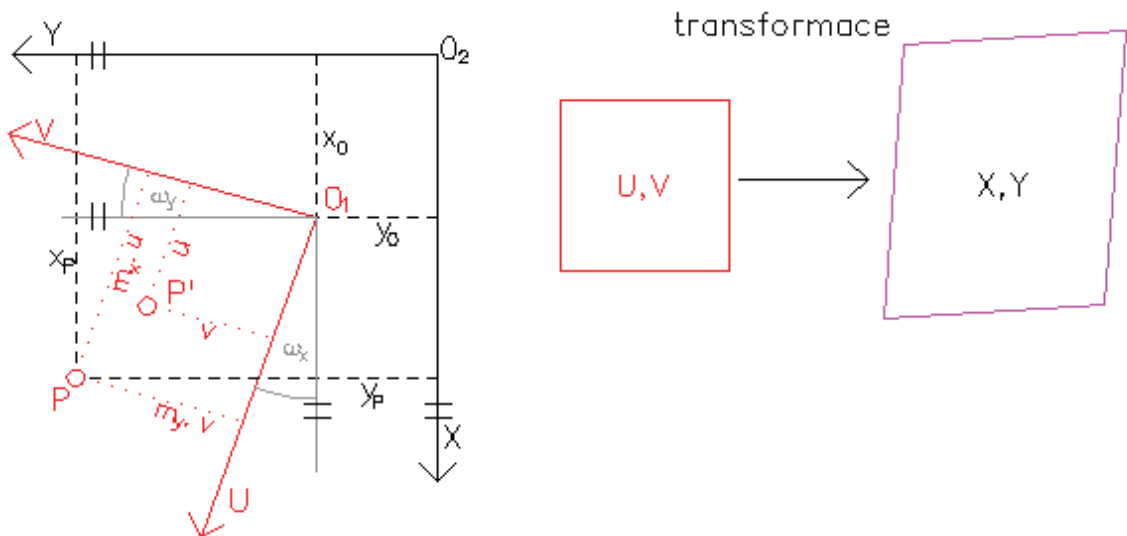 transformace
Y
O₂
V
x₀
ωy
O₁
y₀
U,V
X,Y
xₚ
mₓ, u
u
P'
v
ωₓ
P
yₚ
my, v
X
U